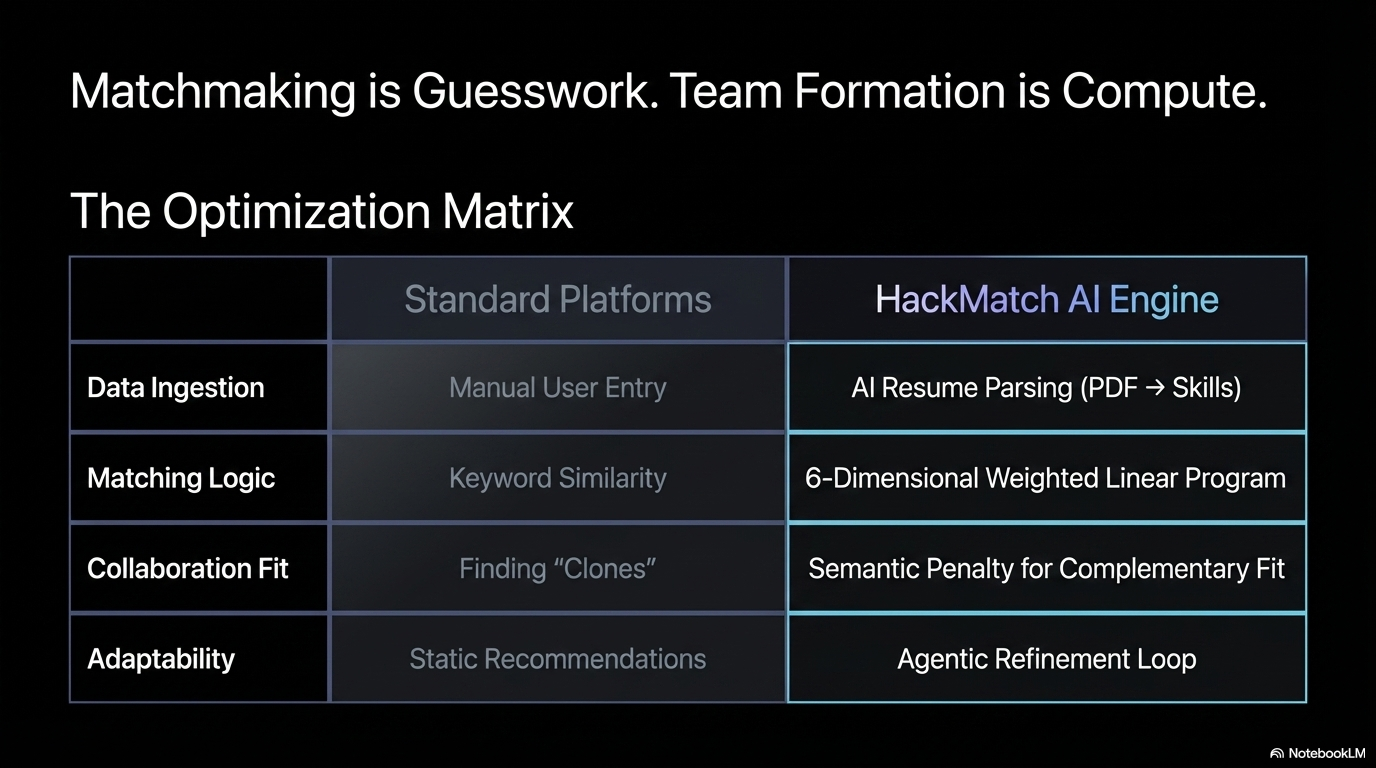 Matchmaking is Guesswork. Team Formation is Compute.
The Optimization Matrix
Standard Platforms
HackMatch AI Engine
Data Ingestion
Manual User Entry
AI Resume Parsing (PDF → Skills)
Matching Logic
Keyword Similarity
6-Dimensional Weighted Linear Program
Collaboration Fit
Finding “Clones”
Semantic Penalty for Complementary Fit
Adaptability
Static Recommendations
Agentic Refinement Loop
NotebookLM